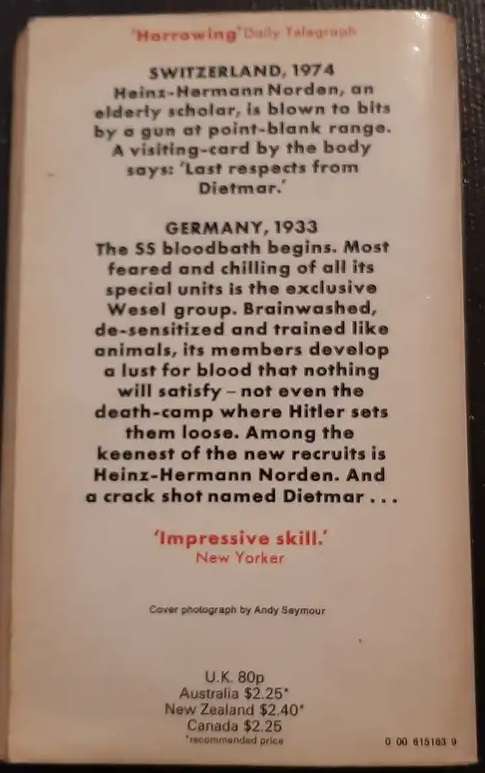 'Harrowing' Daily Telegraph
SWITZERLAND, 1974
Heinz-Hermann Norden, an
elderly scholar, is blown to bits
by a gun at point-blank range.
A visiting-card by the body
says: 'Last respects from
Dietmar.'
GERMANY, 1933
The SS bloodbath begins. Most
feared and chilling of all its
special units is the exclusive
Wesel group. Brainwashed,
de-sensitized and trained like
animals, its members develop
a lust for blood that nothing
will satisfy – not even the
death-camp where Hitler sets
them loose. Among the
keenest of the new recruits is
Heinz-Hermann Norden. And
a crack shot named Dietmar . . .
'Impressive skill.'
New Yorker
Cover photograph by Andy Seymour
U.K. 80p
Australia $2.25*
New Zealand $2.40*
Canada $2.25
*recommended price
0 00 615163 9